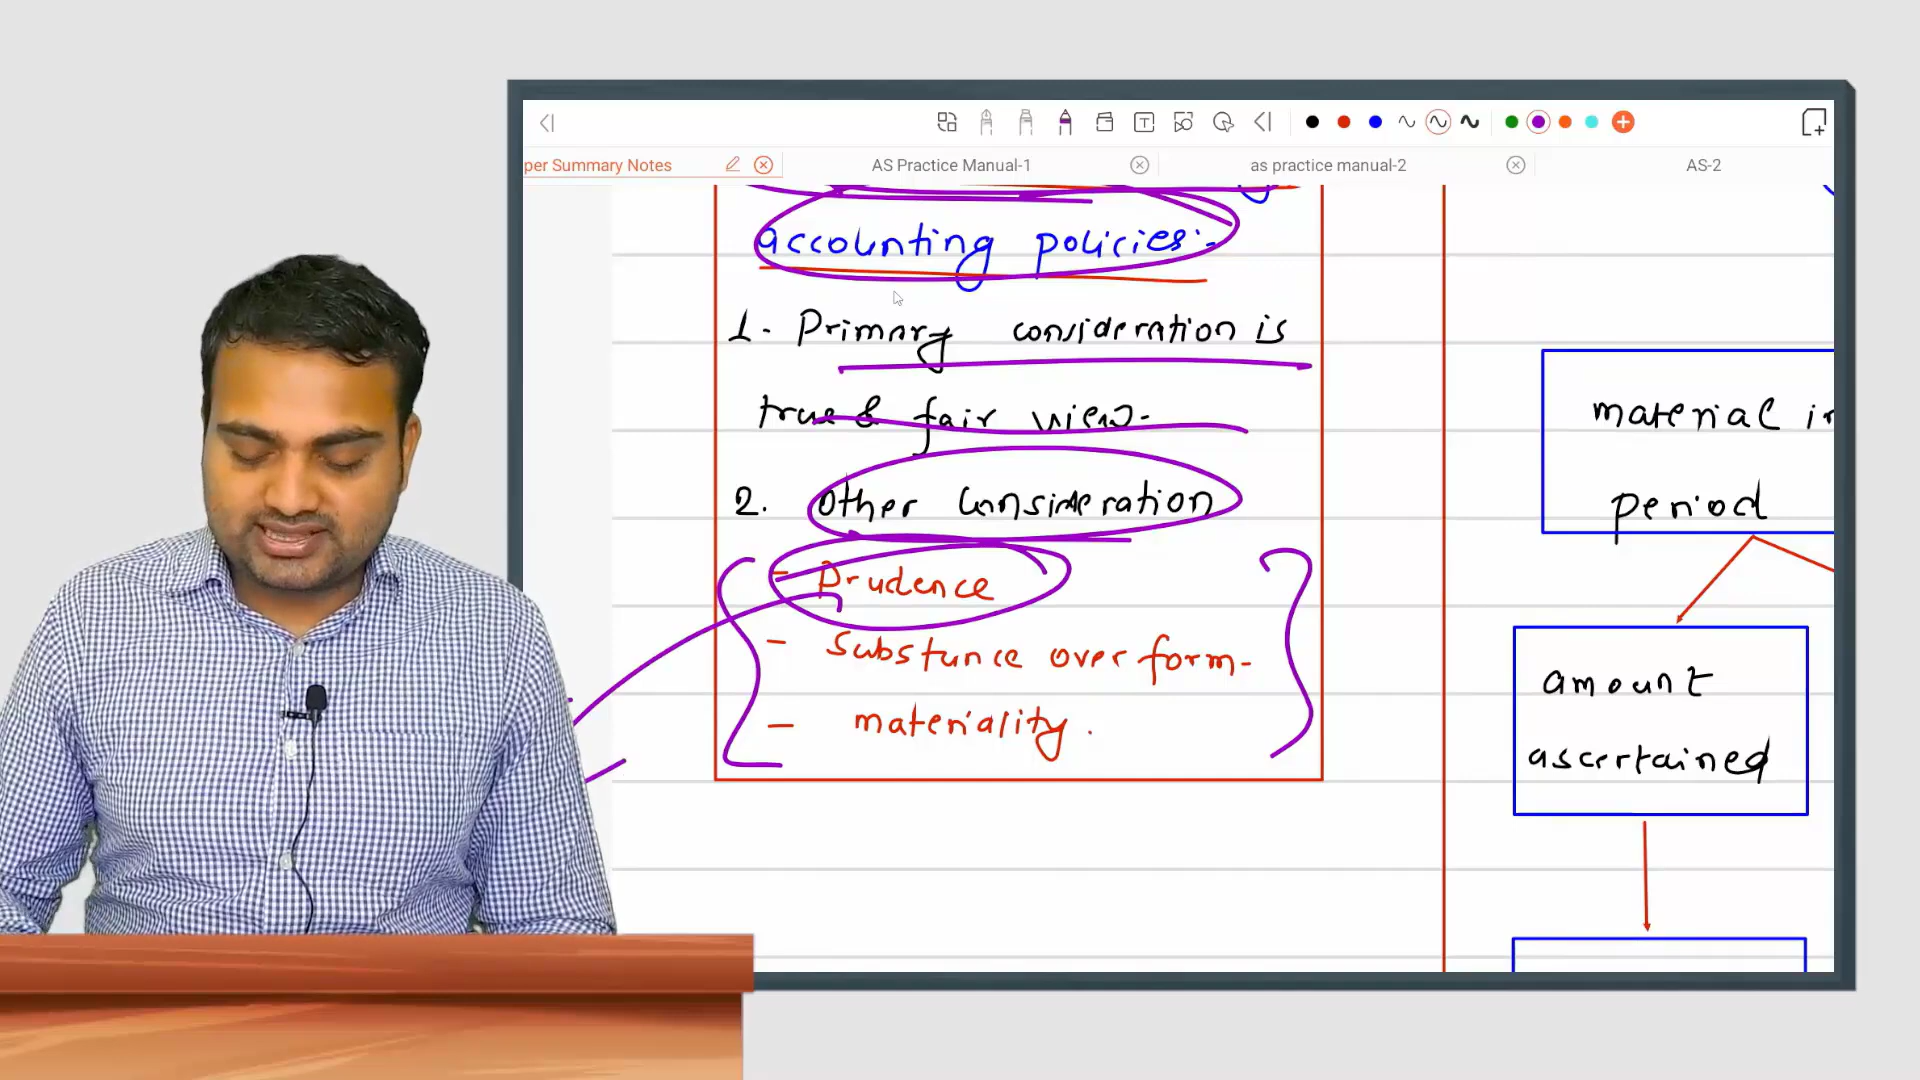 per Summary Notes
AS Practice Manual-1
as practice manual-2
AS-2
accounting policies:-
1. Primary consideration is
true & fair view.
2. Other Consideration
- Prudence
- Substance over form-
- materiality.
material in
period
amount
ascertained